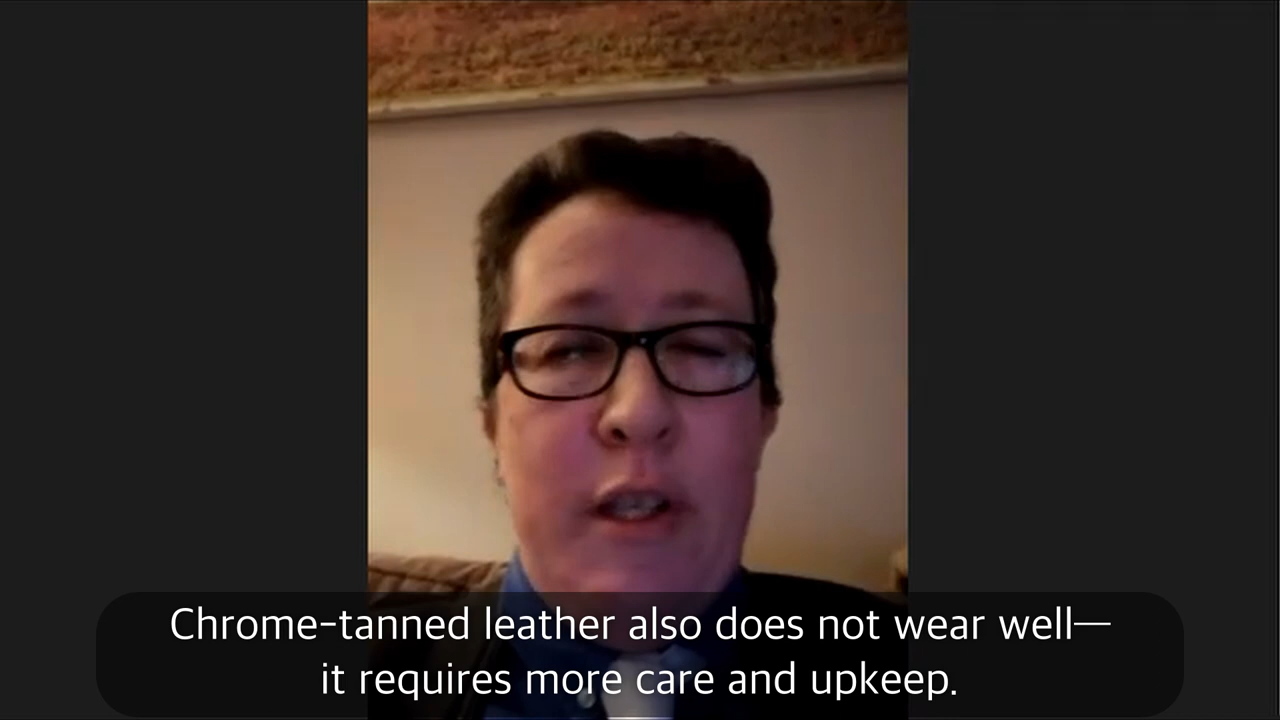 Chrome-tanned leather also does not wear well—
it requires more care and upkeep.